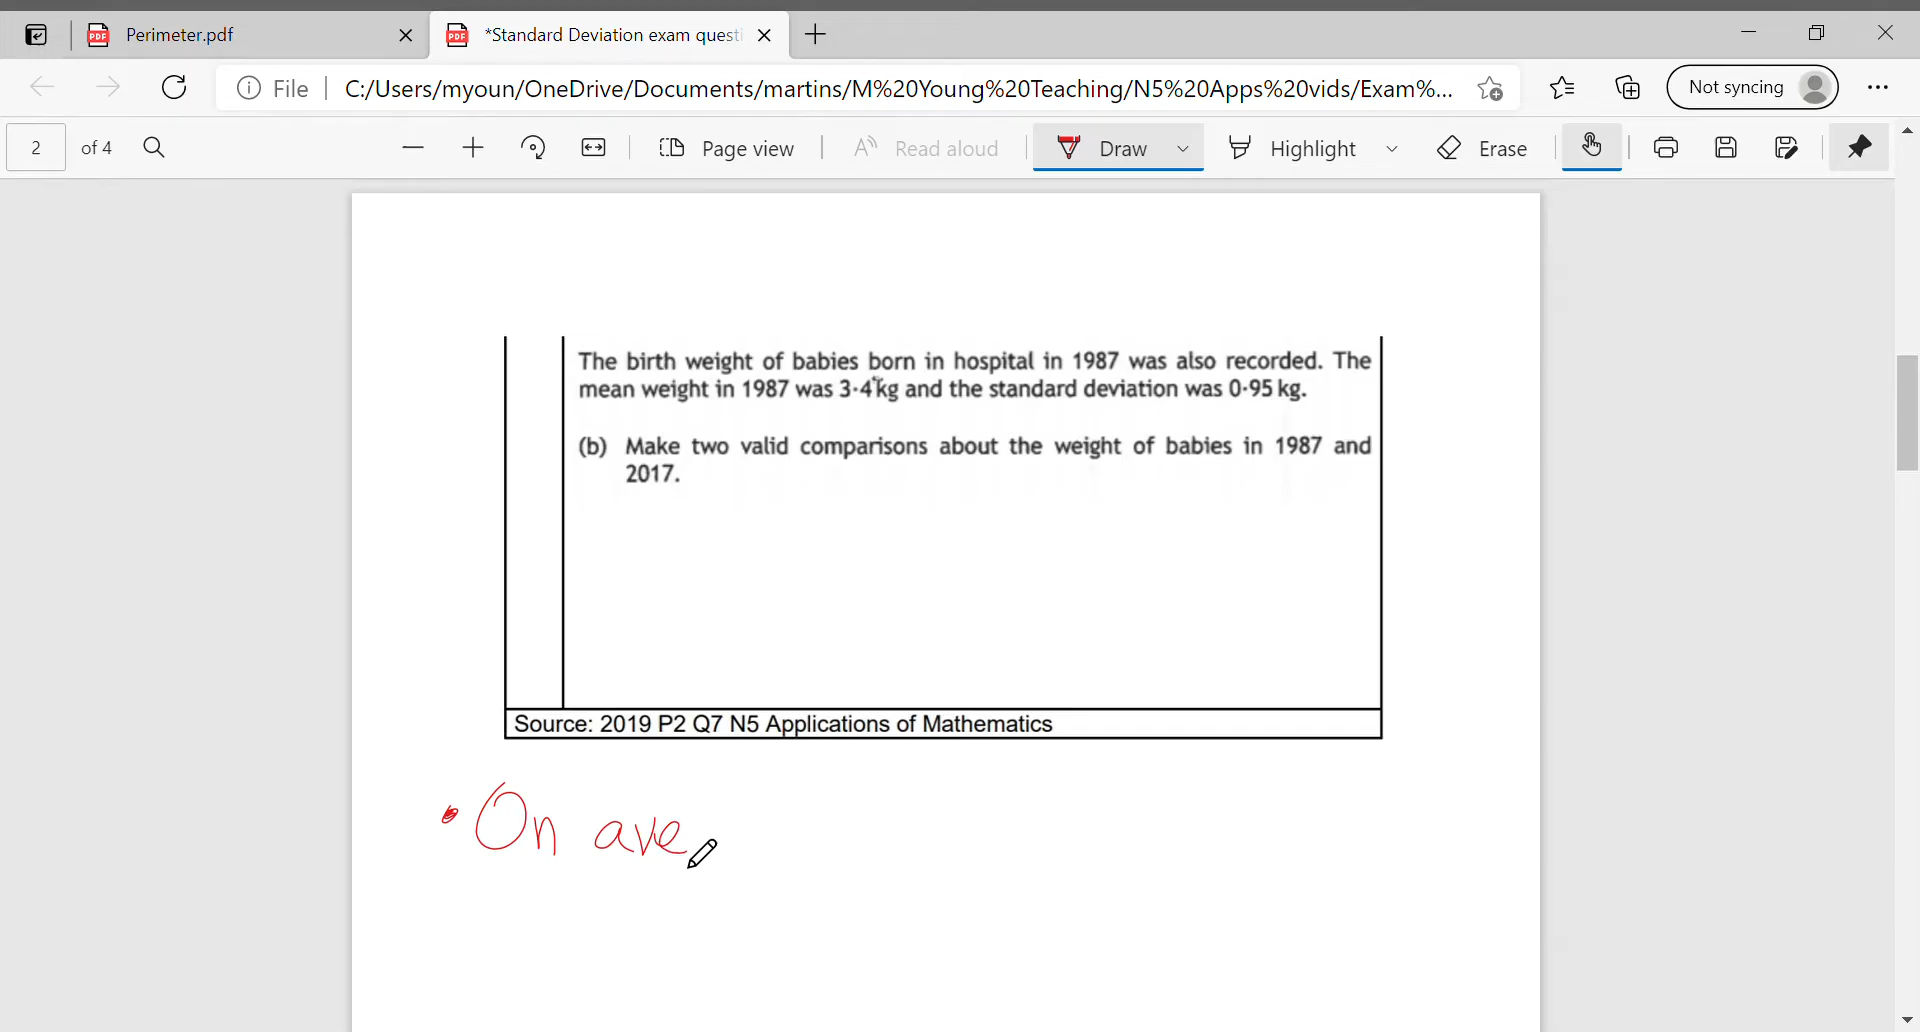 Perimeter.pdf
*Standard Deviation exam questi
File
C:/Users/myoun/OneDrive/Documents/martins/M%20Young%20Teaching/N5%20Apps%20vids/Exam%...
Not syncing
2 of 4
Page view
Read aloud
Draw
Highlight
Erase
The birth weight of babies born in hospital in 1987 was also recorded. The
mean weight in 1987 was 3·4 kg and the standard deviation was 0·95 kg.
(b) Make two valid comparisons about the weight of babies in 1987 and
2017.
Source: 2019 P2 Q7 N5 Applications of Mathematics
• On ave